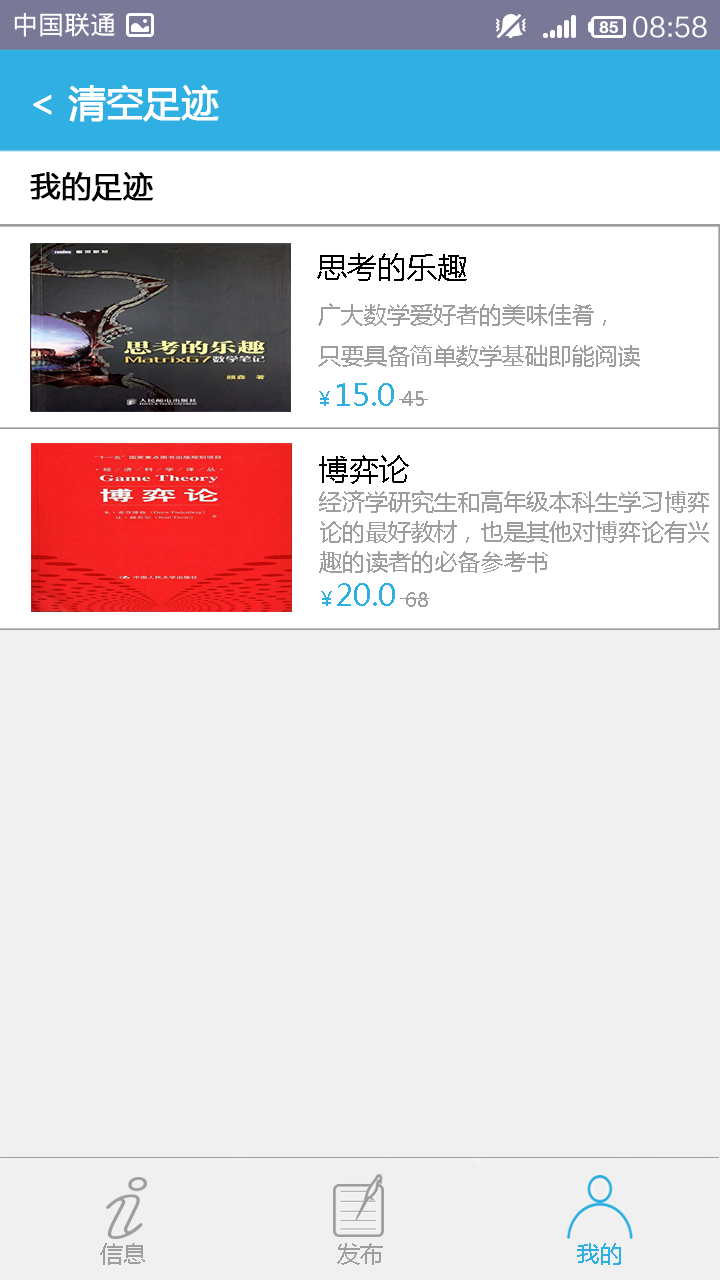 中国联通
85 08:58
< 清空足迹
我的足迹
思考的乐趣
Matrix67数学笔记
顾森 著
人民邮电出版社
思考的乐趣
广大数学爱好者的美味佳肴，
只要具备简单数学基础即能阅读
¥15.0 45
"十一五"国家重点图书出版规划项目
·经/济/科/学/译/丛·
Game Theory
博弈论
中国人民大学出版社
博弈论
经济学研究生和高年级本科生学习博弈
论的最好教材，也是其他对博弈论有兴
趣的读者的必备参考书
¥20.0 68
信息
发布
我的